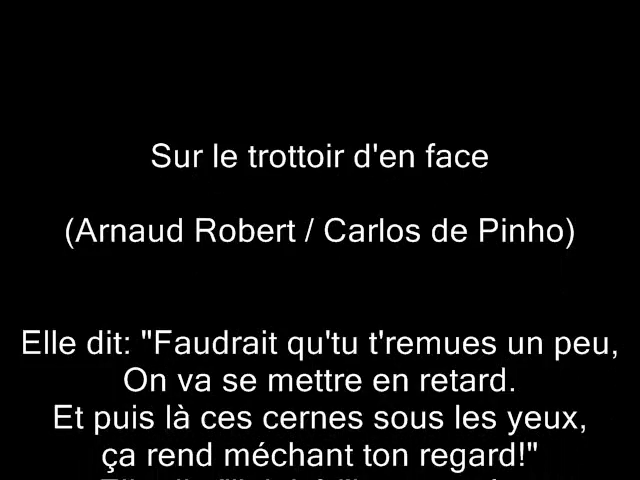 Sur le trottoir d'en face
(Arnaud Robert / Carlos de Pinho)
Elle dit: "Faudrait qu'tu t'remues un peu,
On va se mettre en retard.
Et puis là ces cernes sous les yeux,
ça rend méchant ton regard!"